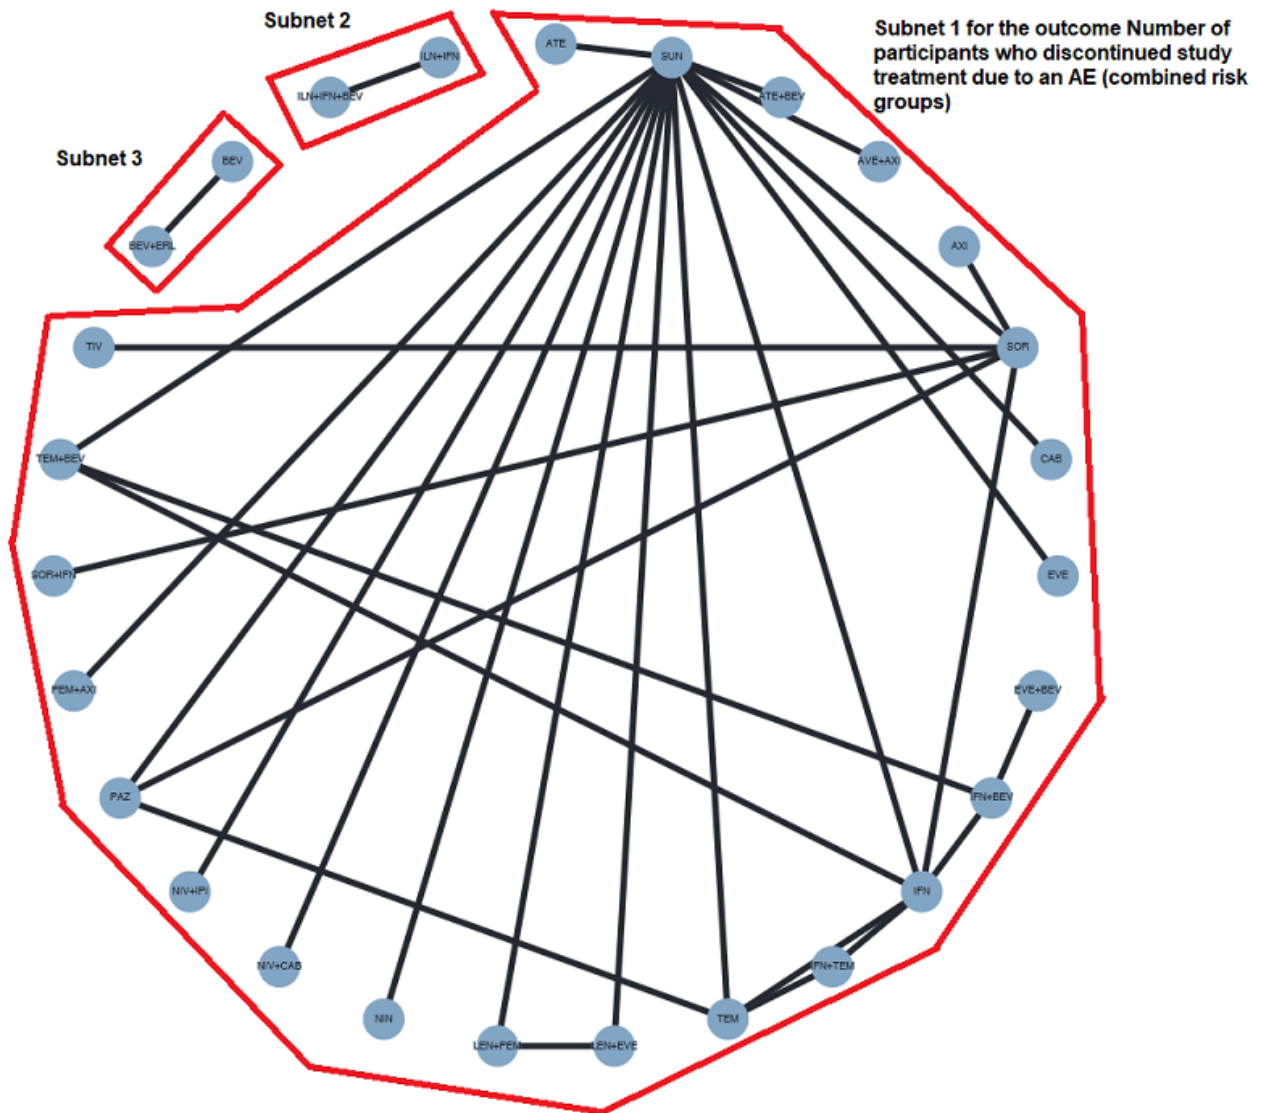 Subnet 2
Subnet 1 for the outcome Number of
participants who discontinued study
treatment due to an AE (combined risk
groups)
ATE
SUN
ILN+IFN
ILN+IFN+BEV
ATE+BEV
Subnet 3
BEV
AVE+AXI
BEV+ERL
AXI
TIV
SOR
TEM+BEV
CAB
SOR+IFN
EVE
PEM+AXI
EVE+BEV
PAZ
IFN+BEV
NIV+IPI
IFN
NIV+CAB
IFN+TEM
NIN
TEM
LEN+PEM
LEN+EVE